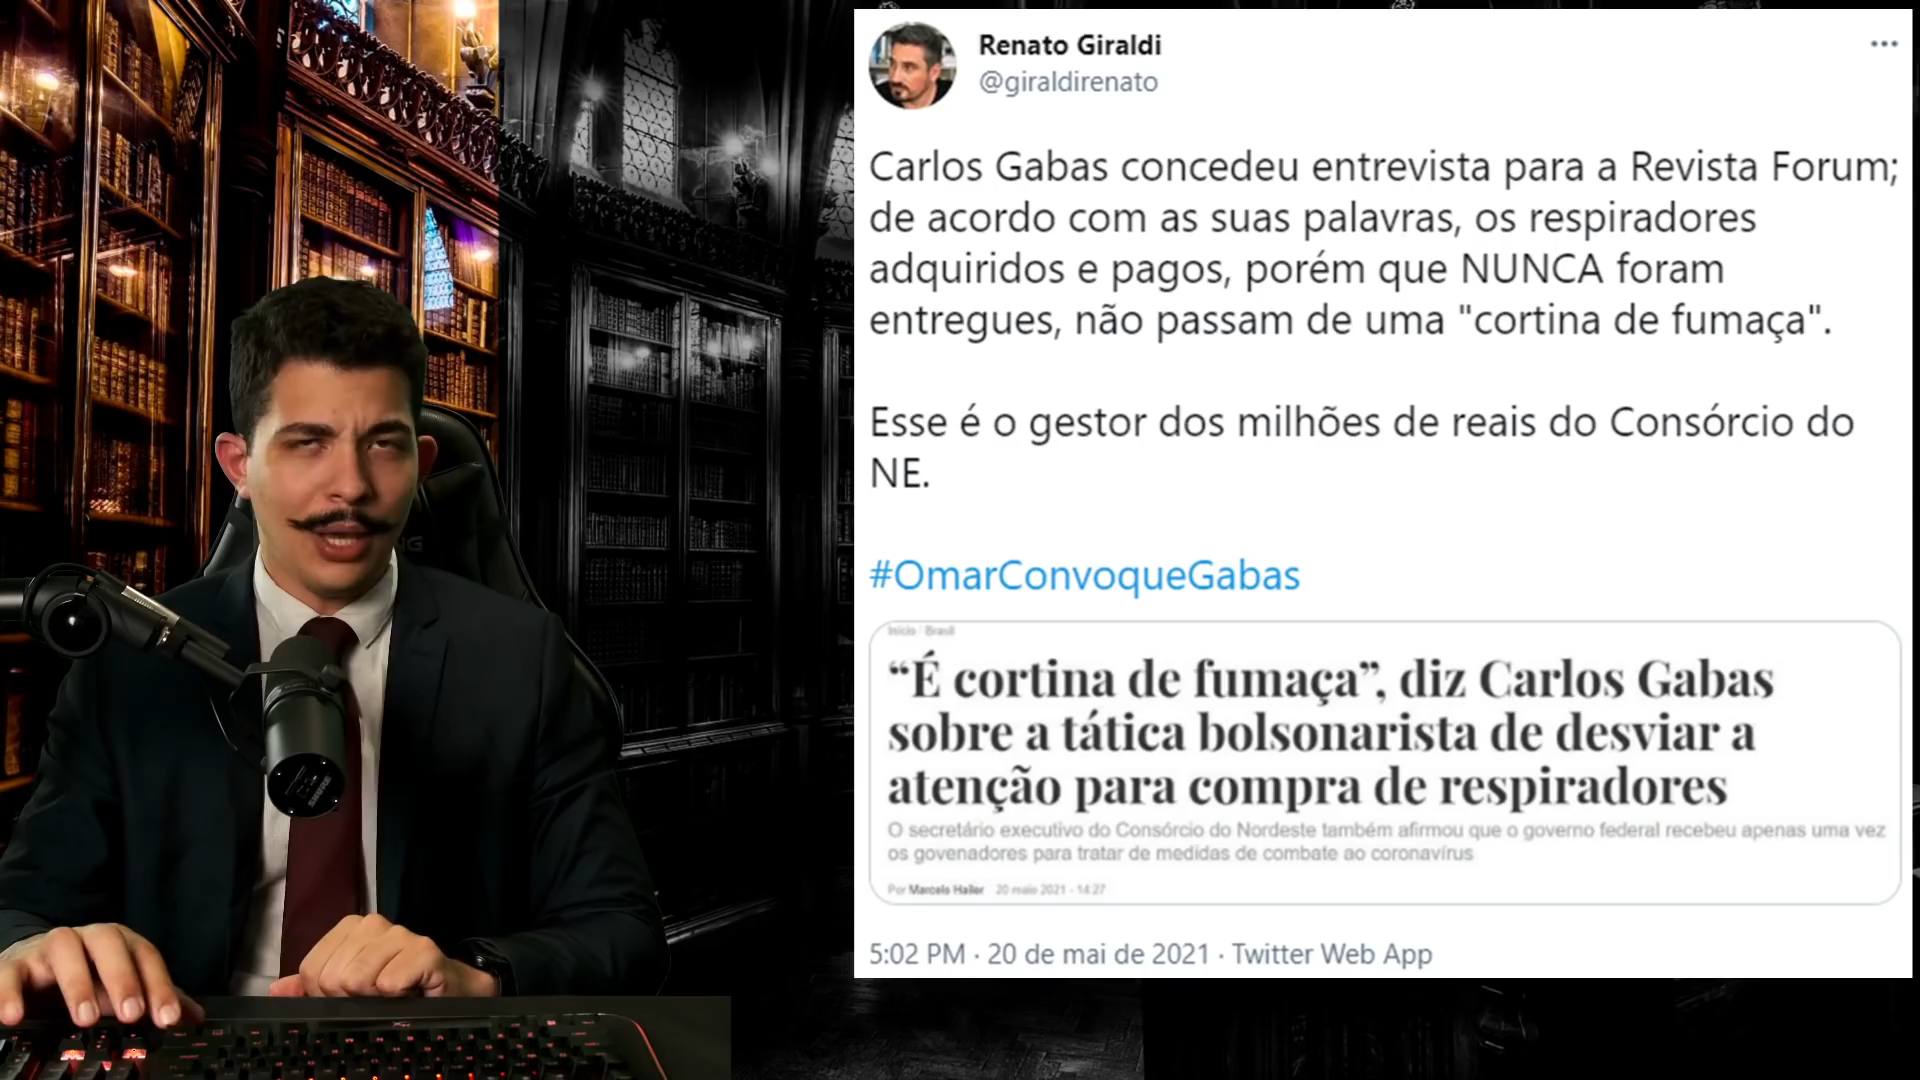 Renato Giraldi
@giraldirenato
Carlos Gabas concedeu entrevista para a Revista Forum;
de acordo com as suas palavras, os respiradores
adquiridos e pagos, porém que NUNCA foram
entregues, não passam de uma "cortina de fumaça".
Esse é o gestor dos milhões de reais do Consórcio do
NE.
#OmarConvoqueGabas
Início Brasil
“É cortina de fumaça”, diz Carlos Gabas
sobre a tática bolsonarista de desviar a
atenção para compra de respiradores
O secretário executivo do Consórcio do Nordeste também afirmou que o governo federal recebeu apenas uma vez
os govenadores para tratar de medidas de combate ao coronavírus
Por Marcelo Hailer 20 maio 2021 - 14:27
5:02 PM · 20 de mai de 2021 · Twitter Web App
SHURE